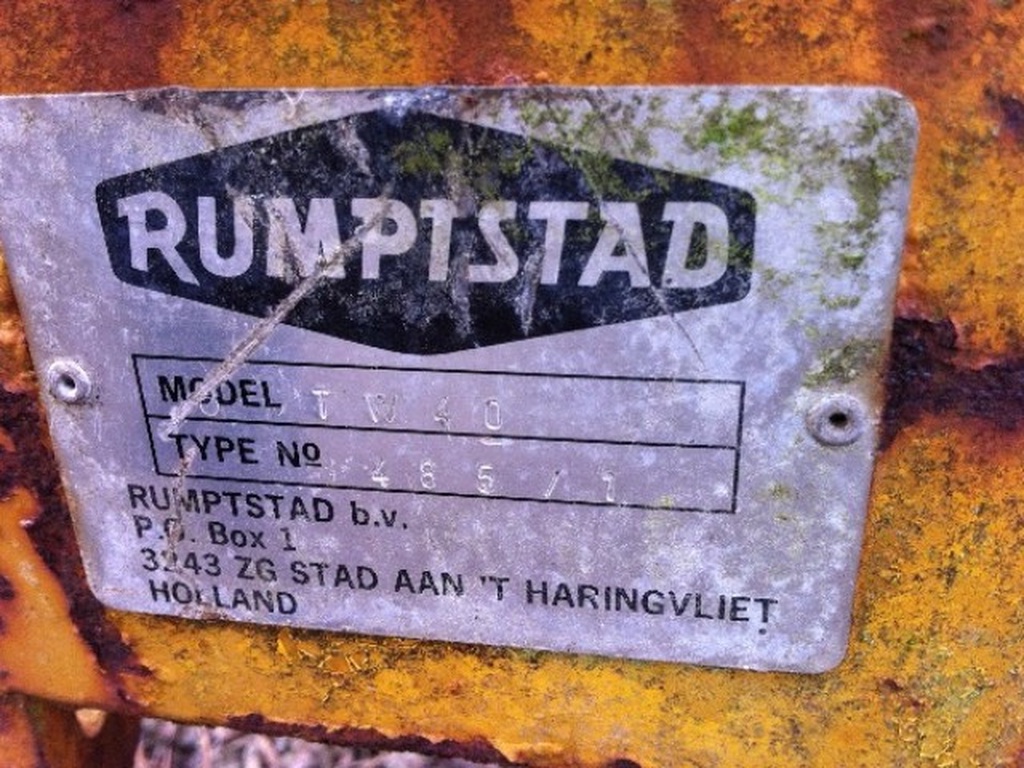 RUMPTSTAD
MODEL TW40
TYPE Nº 465/1
RUMPTSTAD b.v.
P.O. Box 1
3243 ZG STAD AAN 'T HARINGVLIET
HOLLAND